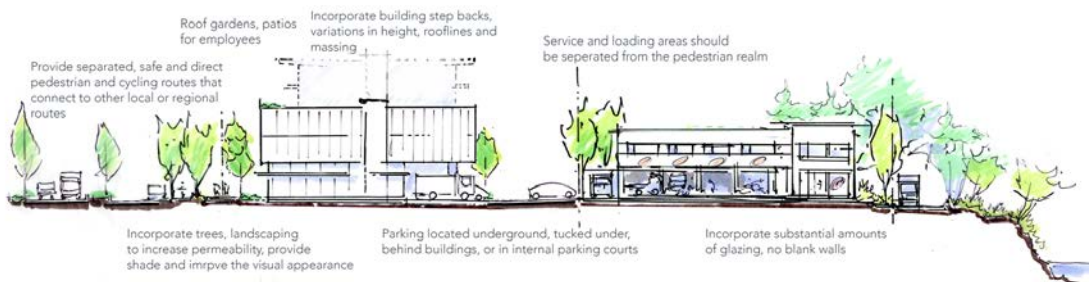 Roof gardens, patios
for employees
Incorporate building step backs,
variations in height, rooflines and
massing
Service and loading areas should
be seperated from the pedestrian realm
Provide separated, safe and direct
pedestrian and cycling routes that
connect to other local or regional
routes
Incorporate trees, landscaping
to increase permeability, provide
shade and imrpve the visual appearance
Parking located underground, tucked under,
behind buildings, or in internal parking courts
Incorporate substantial amounts
of glazing, no blank walls